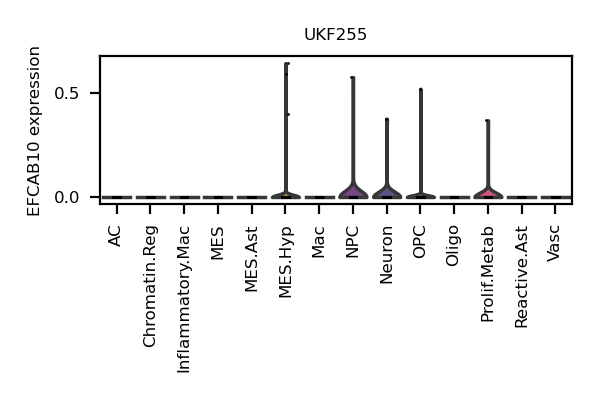 UKF255
EFCAB10 expression
0.5
0.0
AC
Chromatin.Reg
Inflammatory.Mac
MES
MES.Ast
MES.Hyp
Mac
NPC
Neuron
OPC
Oligo
Prolif.Metab
Reactive.Ast
Vasc